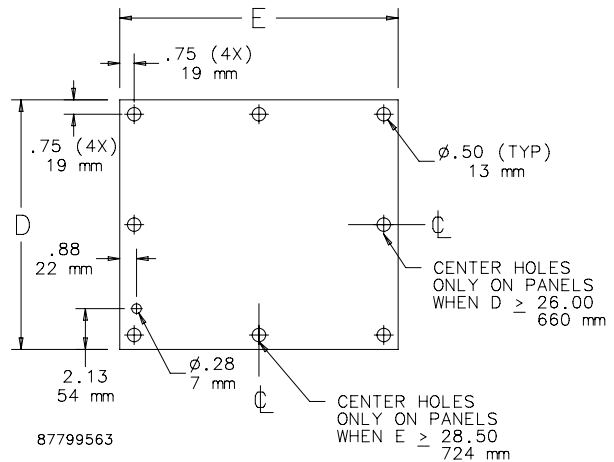 E
.75 (4X)
19 mm
.75 (4X)
19 mm
ø.50 (TYP)
13 mm
D
℄
.88
22 mm
CENTER HOLES
ONLY ON PANELS
WHEN D ≥ 26.00
660 mm
2.13
54 mm
ø.28
7 mm
℄
CENTER HOLES
ONLY ON PANELS
WHEN E ≥ 28.50
724 mm
87799563